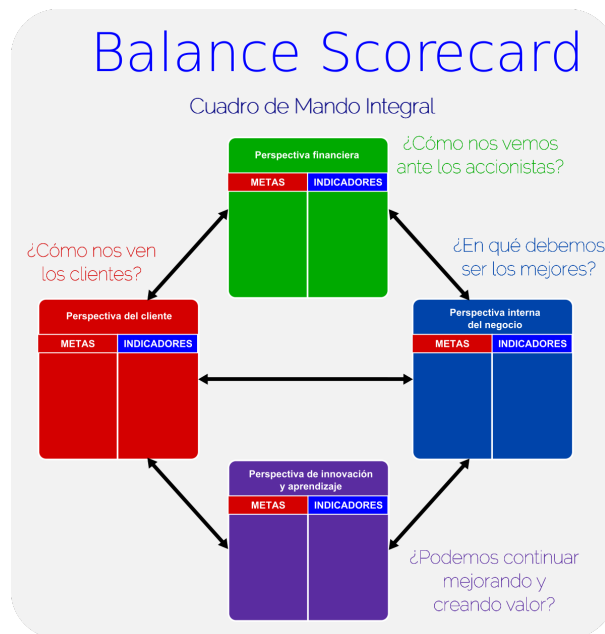 Balance Scorecard
Cuadro de Mando Integral
¿Cómo nos vemos
ante los accionistas?
Perspectiva financiera
METAS INDICADORES
¿Cómo nos ven
los clientes?
¿En qué debemos
ser los mejores?
Perspectiva del cliente
METAS INDICADORES
Perspectiva interna
del negocio
METAS INDICADORES
Perspectiva de innovación
y aprendizaje
METAS INDICADORES
¿Podemos continuar
mejorando y
creando valor?